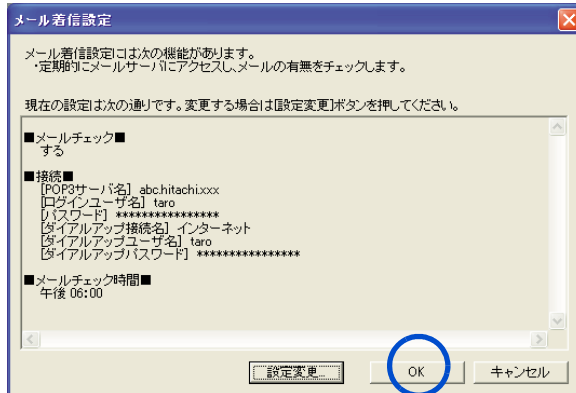 メール着信設定
メール着信設定には次の機能があります。
・定期的にメールサーバにアクセスし、メールの有無をチェックします。
現在の設定は次の通りです。変更する場合は[設定変更]ボタンを押してください。
■メールチェック■
する
■接続■
[POP3サーバ名] abc.hitachi.xxx
[ログインユーザ名] taro
[パスワード] ****************
[ダイアルアップ接続名] インターネット
[ダイアルアップユーザ名] taro
[ダイアルアップパスワード] ****************
■メールチェック時間■
午後 06:00
設定変更...
OK
キャンセル